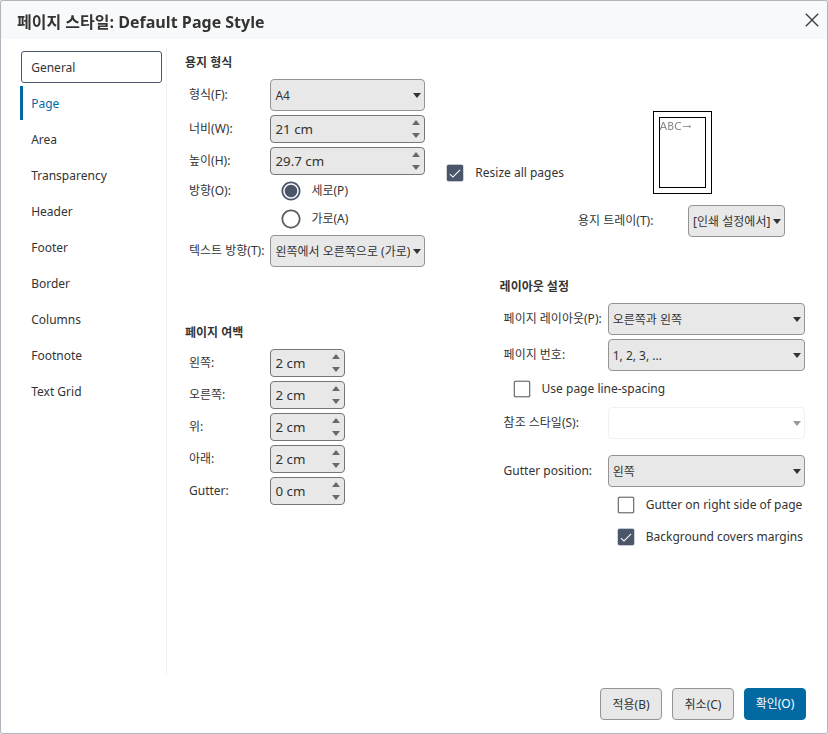 페이지 스타일: Default Page Style
General
Page
Area
Transparency
Header
Footer
Border
Columns
Footnote
Text Grid
용지 형식
형식(F): A4
너비(W): 21 cm
높이(H): 29.7 cm
방향(O): 세로(P)
가로(A)
텍스트 방향(T): 왼쪽에서 오른쪽으로 (가로)
Resize all pages
ABC→
용지 트레이(T): [인쇄 설정에서]
페이지 여백
왼쪽: 2 cm
오른쪽: 2 cm
위: 2 cm
아래: 2 cm
Gutter: 0 cm
레이아웃 설정
페이지 레이아웃(P): 오른쪽과 왼쪽
페이지 번호: 1, 2, 3, ...
Use page line-spacing
참조 스타일(S):
Gutter position: 왼쪽
Gutter on right side of page
Background covers margins
적용(B) 취소(C) 확인(O)